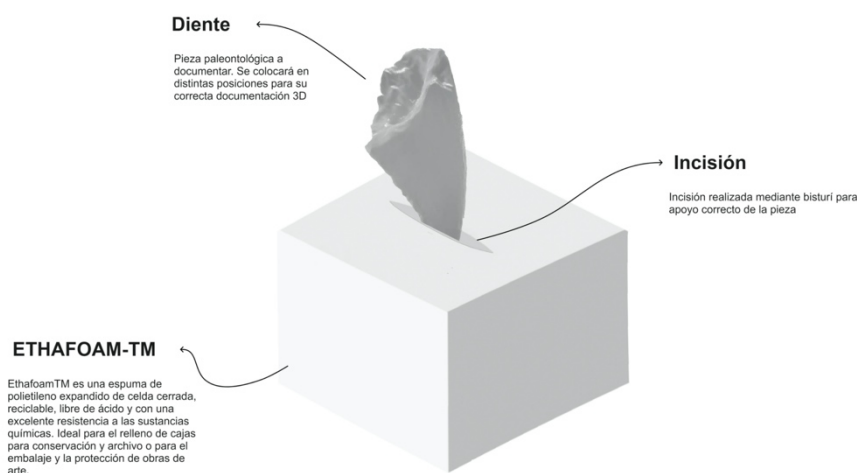 Diente
Pieza paleontológica a
documentar. Se colocará en
distintas posiciones para su
correcta documentación 3D
Incisión
Incisión realizada mediante bisturí para
apoyo correcto de la pieza
ETHAFOAM-TM
EthafoamTM es una espuma de
polietileno expandido de celda cerrada,
reciclable, libre de ácido y con una
excelente resistencia a las sustancias
químicas. Ideal para el relleno de cajas
para conservación y archivo o para el
embalaje y la protección de obras de
arte.